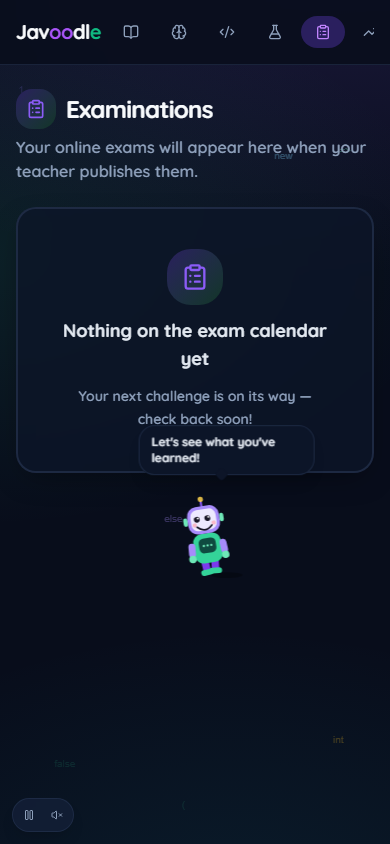 Javoodle
Examinations
Your online exams will appear here when your
new
teacher publishes them.
Nothing on the exam calendar
yet
Your next challenge is on its way —
check back soon!
Let's see what you've
learned!
else
int
false